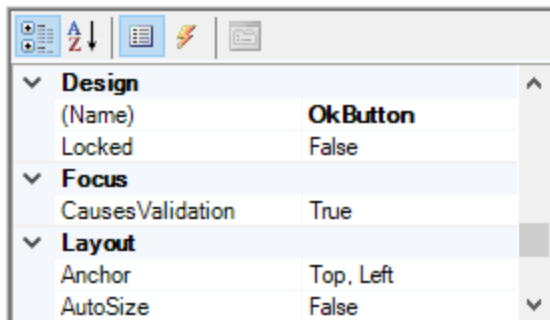 A
Z
Design
(Name) OkButton
Locked False
Focus
CausesValidation True
Layout
Anchor Top, Left
AutoSize False